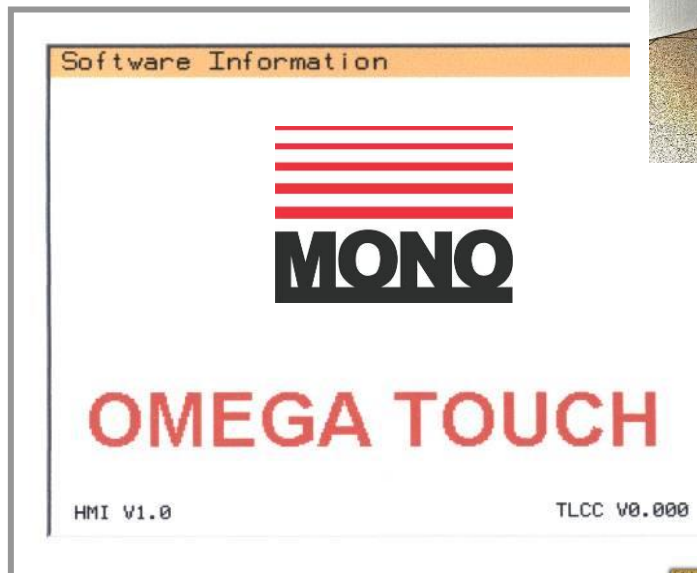 Software Information
MONO
OMEGA TOUCH
HMI V1.0
TLCC V0.000